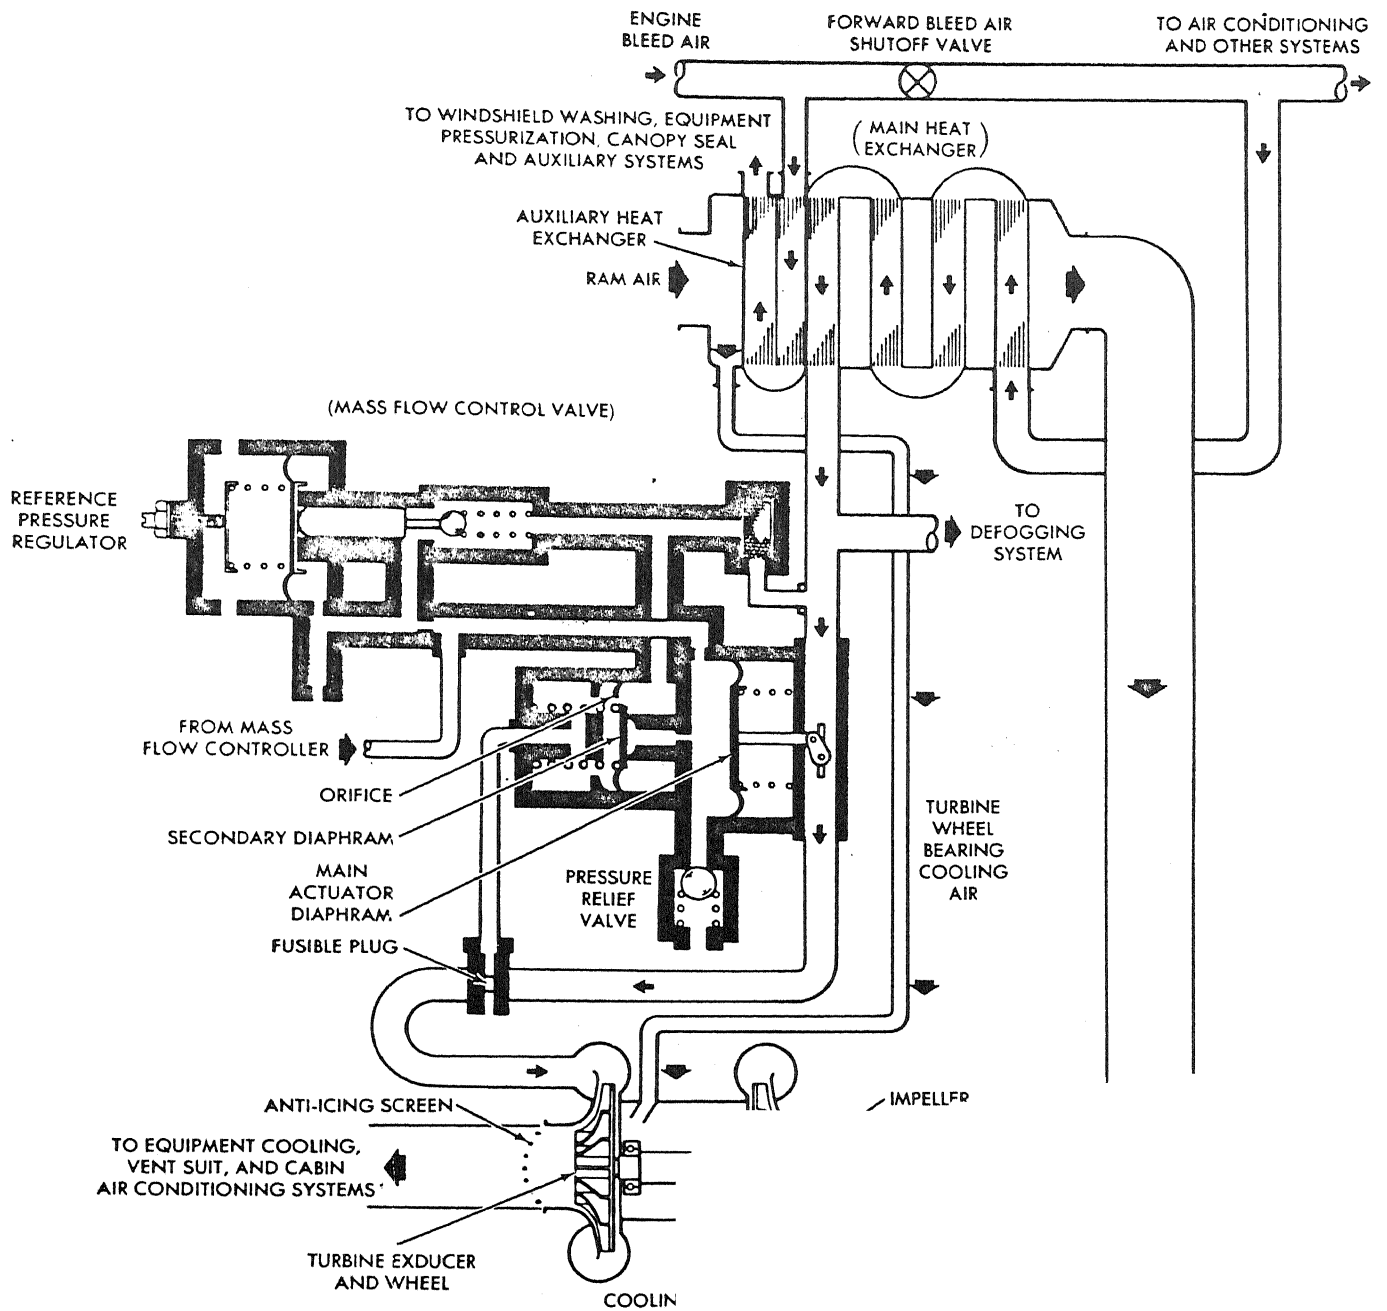 ENGINE
BLEED AIR
FORWARD BLEED AIR
SHUTOFF VALVE
TO AIR CONDITIONING
AND OTHER SYSTEMS
TO WINDSHIELD WASHING, EQUIPMENT
PRESSURIZATION, CANOPY SEAL
AND AUXILIARY SYSTEMS
(MAIN HEAT
EXCHANGER)
AUXILIARY HEAT
EXCHANGER
RAM AIR
(MASS FLOW CONTROL VALVE)
REFERENCE
PRESSURE
REGULATOR
TO
DEFOGGING
SYSTEM
FROM MASS
FLOW CONTROLLER
ORIFICE
SECONDARY DIAPHRAM
MAIN
ACTUATOR
DIAPHRAM
FUSIBLE PLUG
PRESSURE
RELIEF
VALVE
TURBINE
WHEEL
BEARING
COOLING
AIR
ANTI-ICING SCREEN
IMPELLER
TO EQUIPMENT COOLING,
VENT SUIT, AND CABIN
AIR CONDITIONING SYSTEMS
TURBINE EXDUCER
AND WHEEL
COOLIN